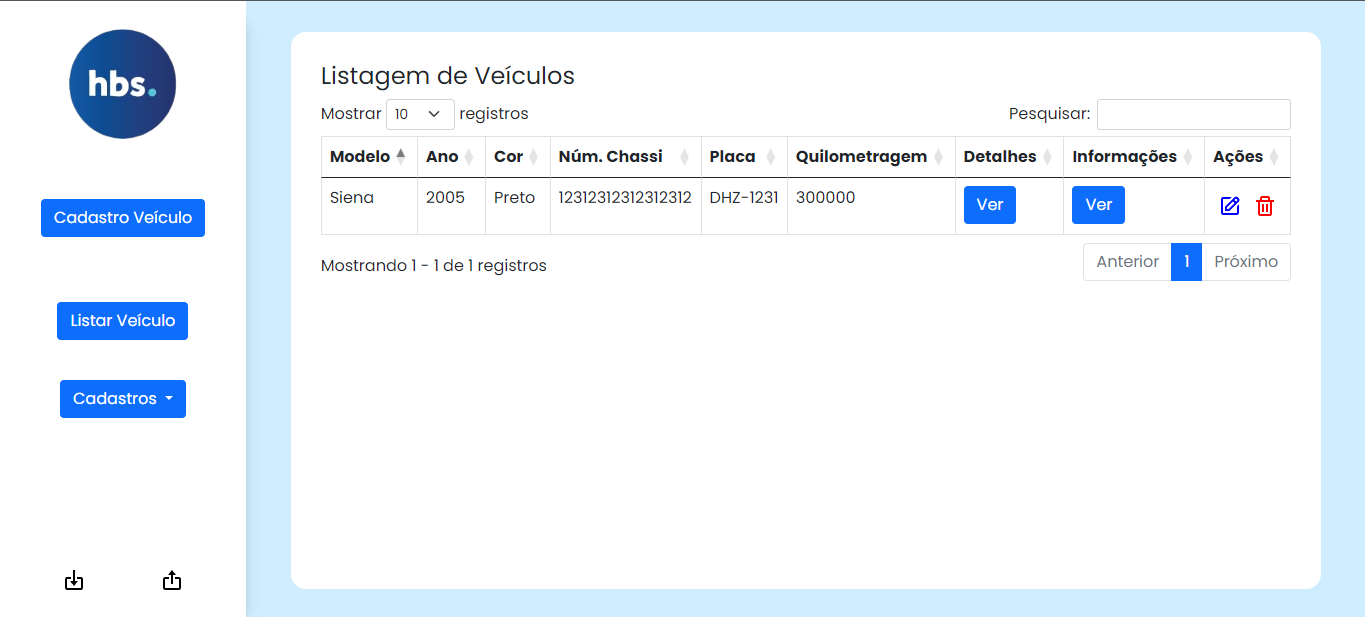 hbs.
Cadastro Veículo
Listar Veículo
Cadastros
Listagem de Veículos
Mostrar 10 registros Pesquisar:
Modelo Ano Cor Núm. Chassi Placa Quilometragem Detalhes Informações Ações
Siena 2005 Preto 12312312312312312 DHZ-1231 300000 Ver Ver
Mostrando 1 - 1 de 1 registros Anterior 1 Próximo